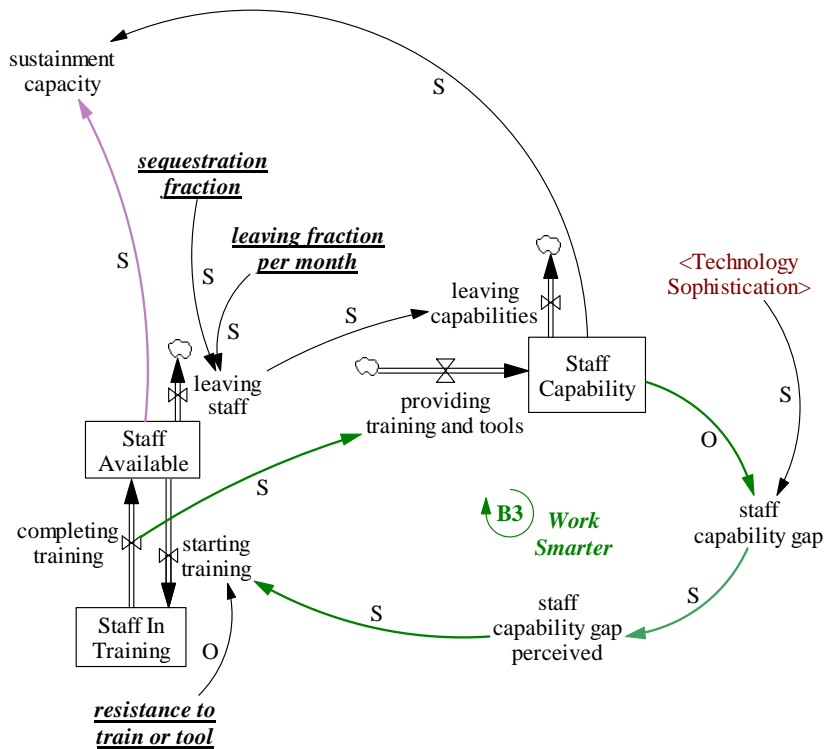 sustainment
capacity
S
sequestration
fraction
leaving fraction
per month
S
S
S
S
leaving
capabilities
<Technology
Sophistication>
leaving
staff
Staff
Capability
providing
training and tools
S
O
Staff
Available
S
completing
training
starting
training
B3
Work
Smarter
staff
capability gap
S
S
staff
capability gap
perceived
Staff In
Training
O
resistance to
train or tool